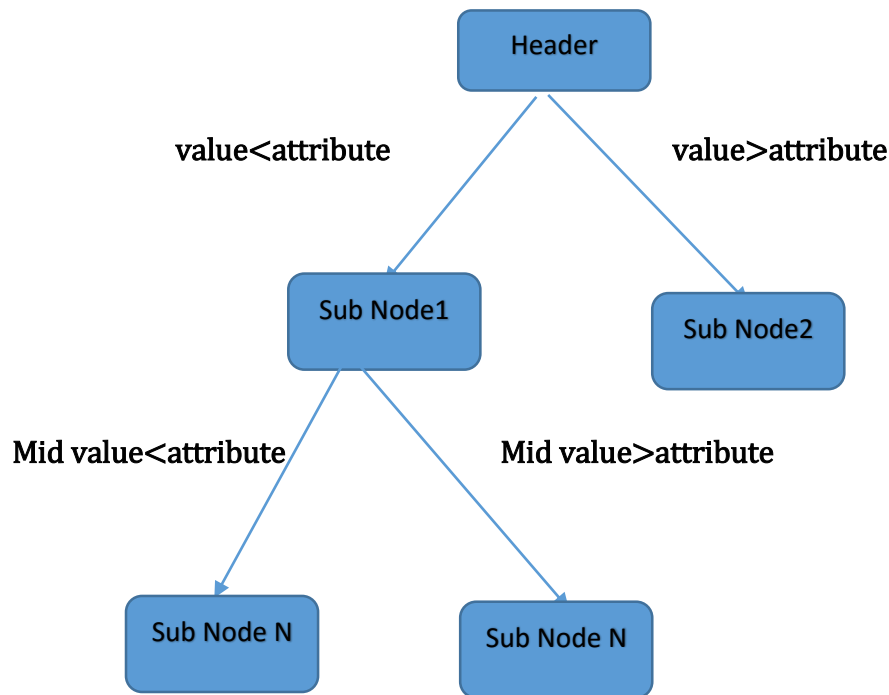 Header
value<attribute
value>attribute
Sub Node1
Sub Node2
Mid value<attribute
Mid value>attribute
Sub Node N
Sub Node N